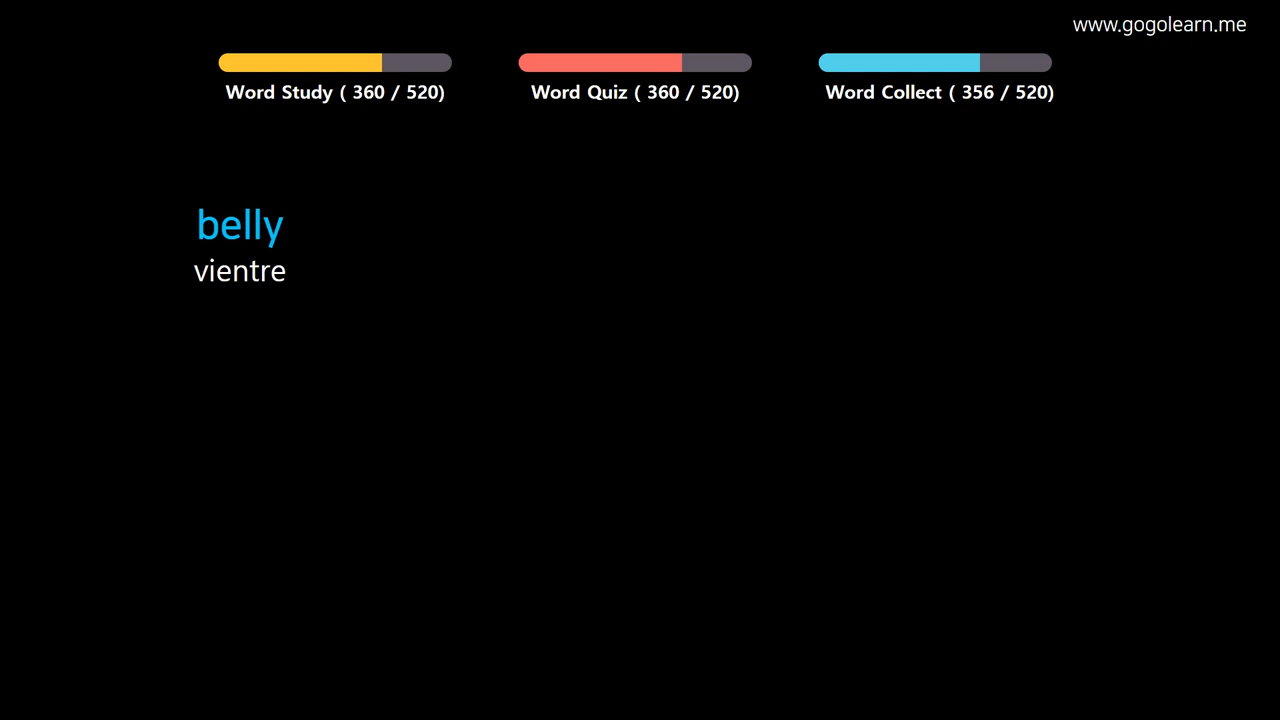 www.gogolearn.me
Word Study ( 360 / 520)
Word Quiz ( 360 / 520)
Word Collect ( 356 / 520)
belly
vientre